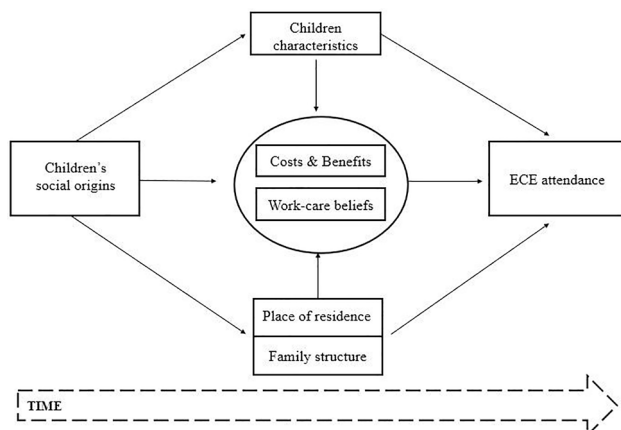 Children
characteristics
Children's
social origins
Costs & Benefits
Work-care beliefs
ECE attendance
Place of residence
Family structure
TIME